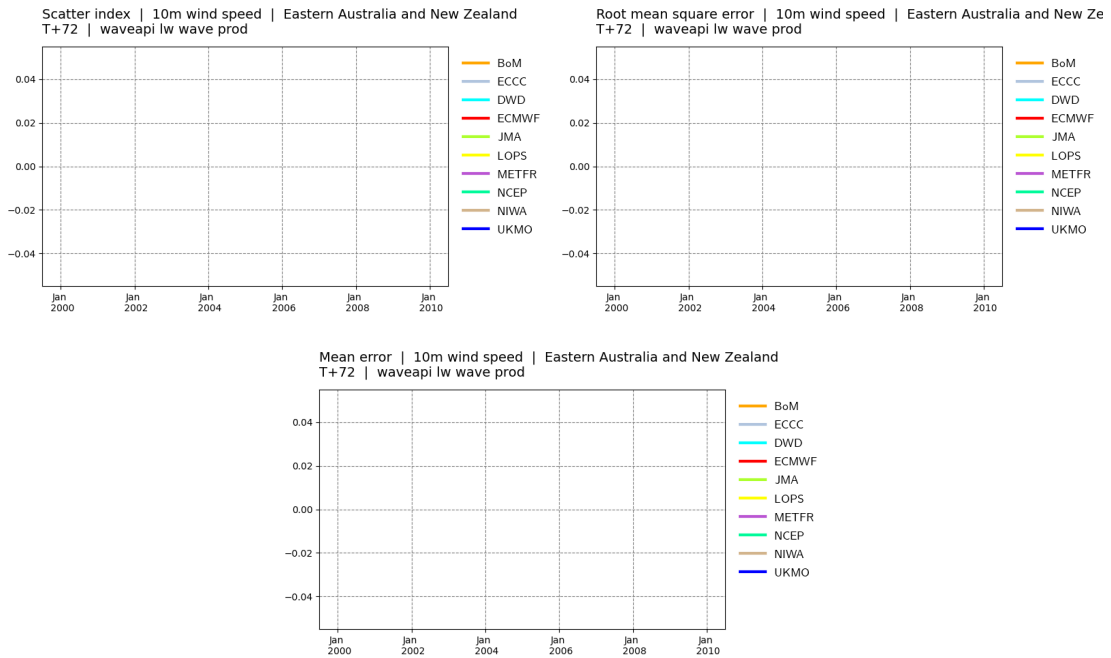 Scatter index | 10m wind speed | Eastern Australia and New Zealand
T+72 | waveapi lw wave prod
0.04
0.02
0.00
−0.02
−0.04
Jan 2000
Jan 2002
Jan 2004
Jan 2006
Jan 2008
Jan 2010
BoM
ECCC
DWD
ECMWF
JMA
LOPS
METFR
NCEP
NIWA
UKMO
Root mean square error | 10m wind speed | Eastern Australia and New Ze
T+72 | waveapi lw wave prod
0.04
0.02
0.00
−0.02
−0.04
Jan 2000
Jan 2002
Jan 2004
Jan 2006
Jan 2008
Jan 2010
BoM
ECCC
DWD
ECMWF
JMA
LOPS
METFR
NCEP
NIWA
UKMO
Mean error | 10m wind speed | Eastern Australia and New Zealand
T+72 | waveapi lw wave prod
0.04
0.02
0.00
−0.02
−0.04
Jan 2000
Jan 2002
Jan 2004
Jan 2006
Jan 2008
Jan 2010
BoM
ECCC
DWD
ECMWF
JMA
LOPS
METFR
NCEP
NIWA
UKMO